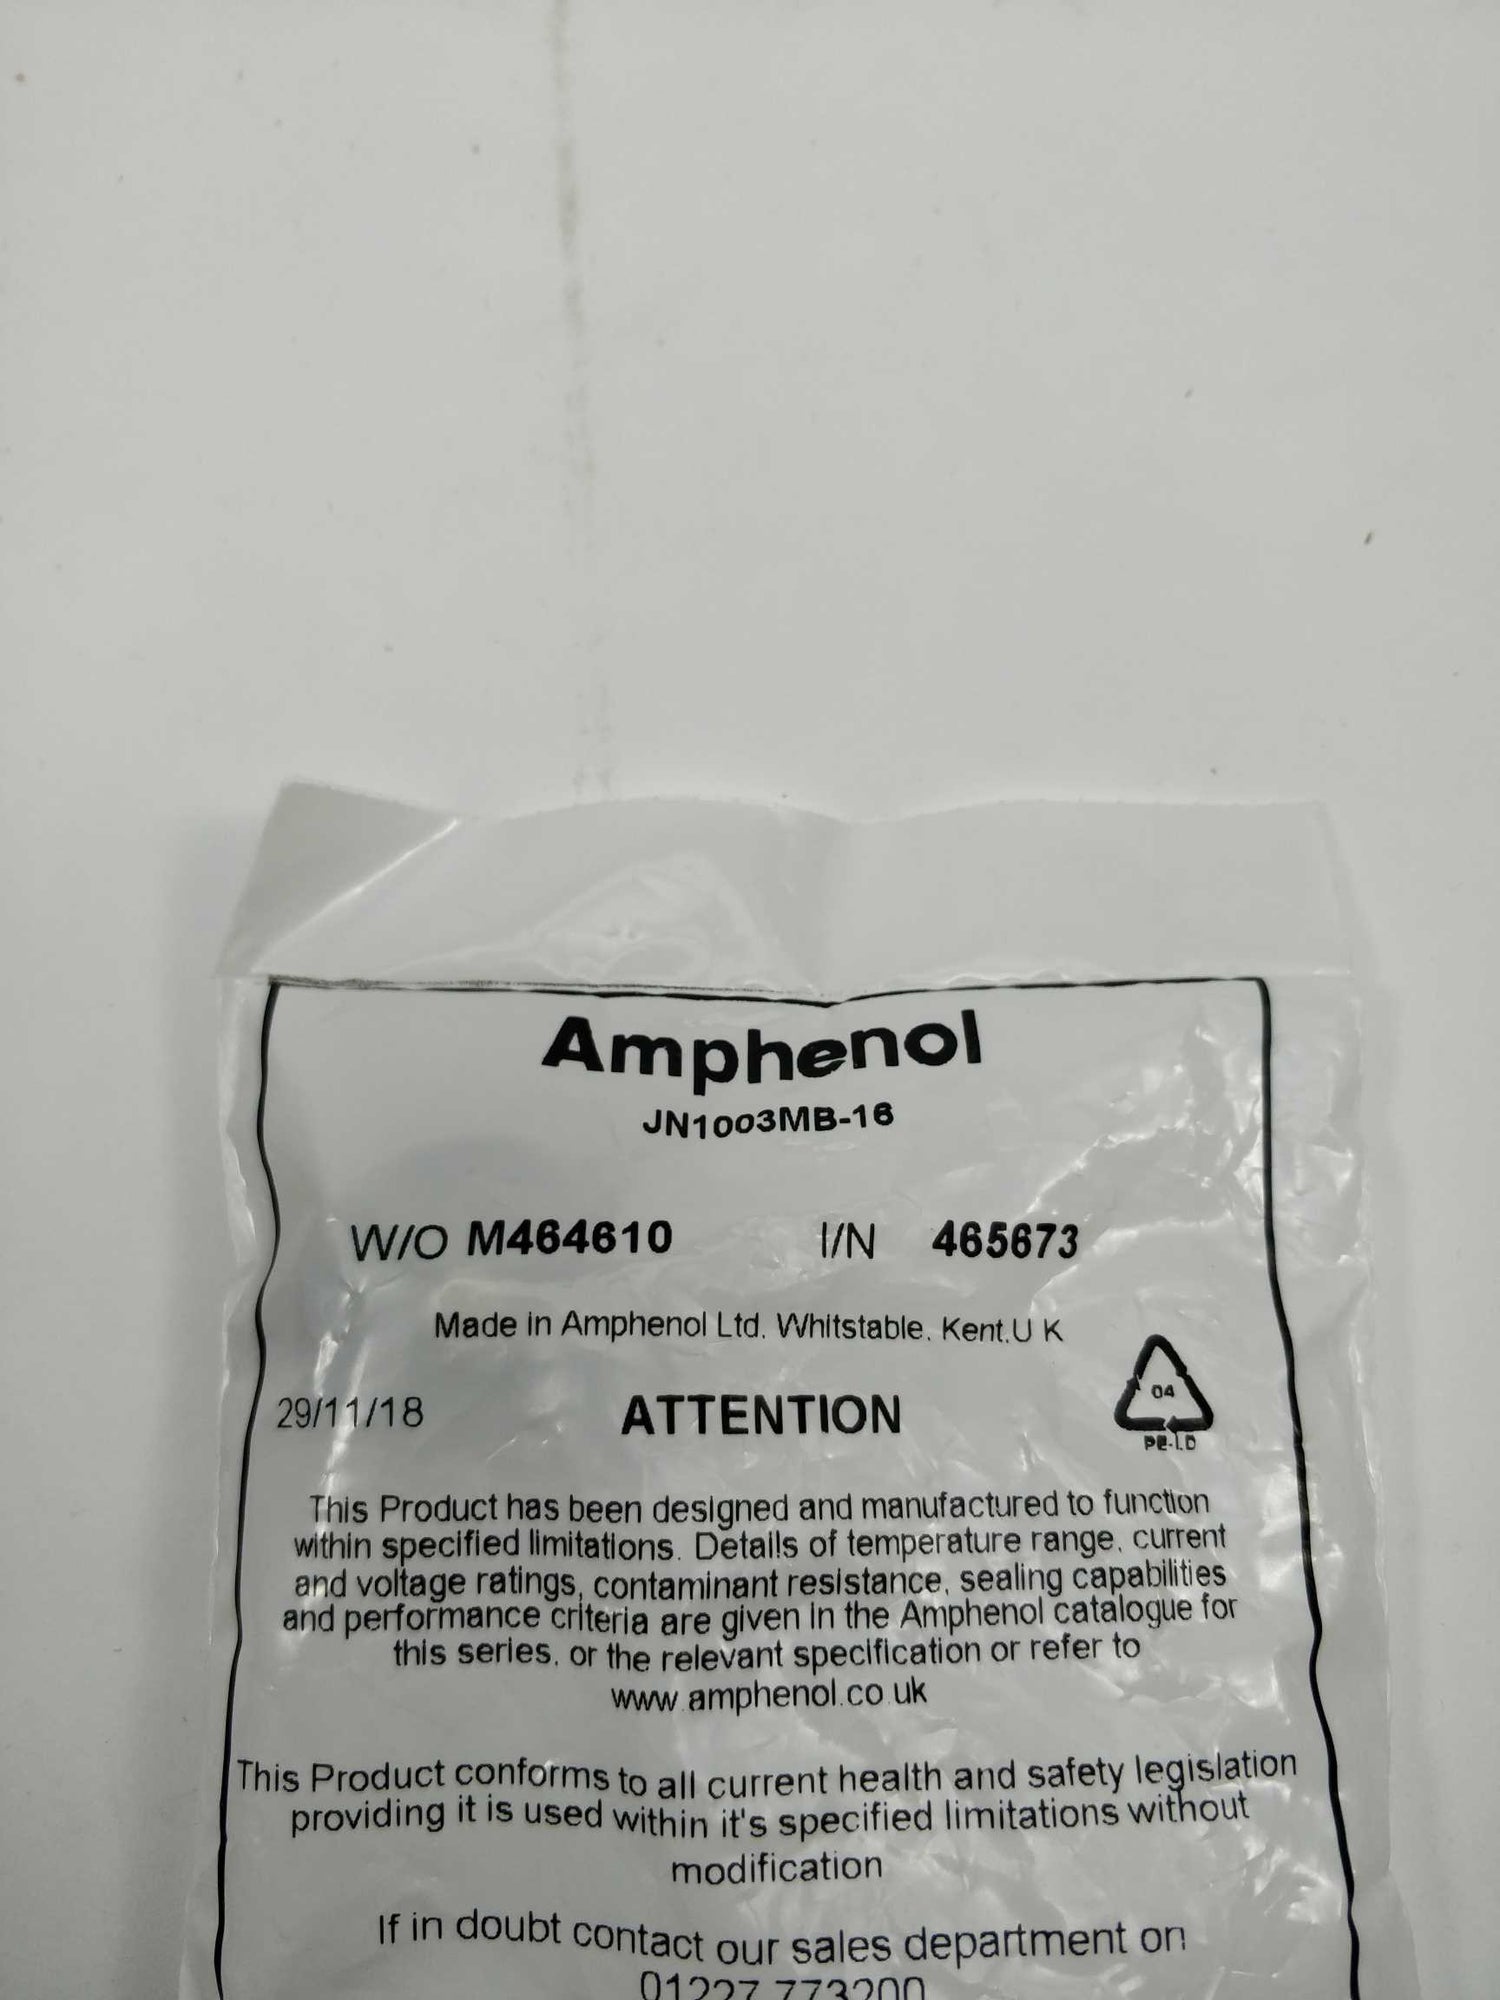 Amphenol
JN1003MB-16
W/O M464610 I/N 465673
Made in Amphenol Ltd. Whitstable. Kent.U K
04
PE-LD
29/11/18 ATTENTION
This Product has been designed and manufactured to function
within specified limitations. Details of temperature range, current
and voltage ratings, contaminant resistance, sealing capabilities
and performance criteria are given in the Amphenol catalogue for
this series, or the relevant specification or refer to
www.amphenol.co.uk
This Product conforms to all current health and safety legislation
providing it is used within it's specified limitations without
modification
If in doubt contact our sales department on
01227 773200